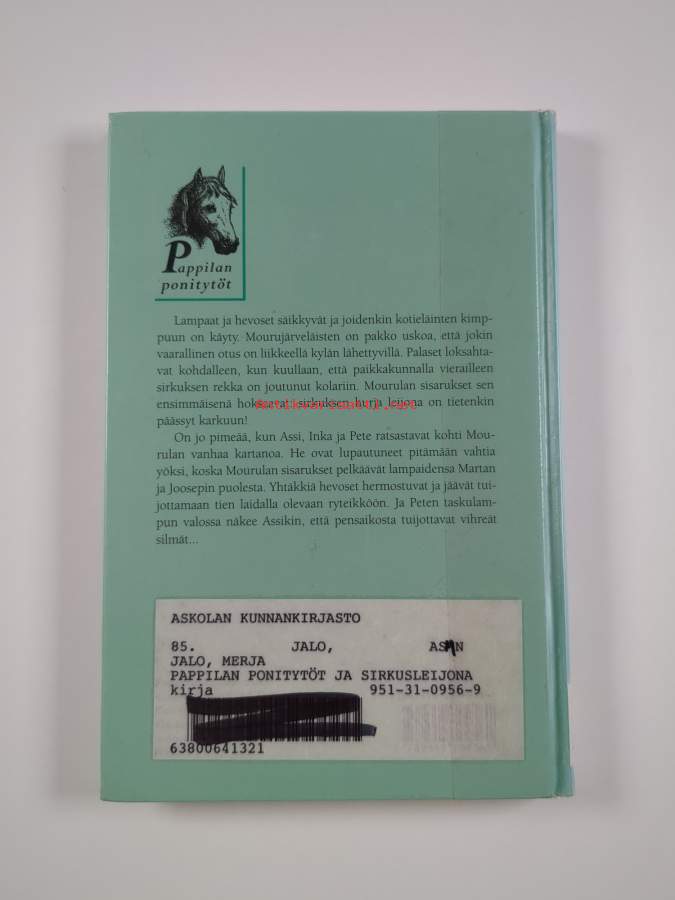 Pappilan
ponitytöt
Lampaat ja hevoset säikkyvät ja joidenkin kotieläinten kimp-
puun on käyty. Mourujärveläisten on pakko uskoa, että jokin
vaarallinen otus on liikkeellä kylän lähettyvillä. Palaset loksahta-
vat kohdalleen, kun kuullaan, että paikkakunnalla vierailleen
sirkuksen rekka on joutunut kolariin. Mourulan sisarukset sen
ensimmäisenä hoksaavat: sirkuksen hurja leijona on tietenkin
Antikvariaatti.net
päässyt karkuun!
On jo pimeää, kun Assi, Inka ja Pete ratsastavat kohti Mou-
rulan vanhaa kartanoa. He ovat lupautuneet pitämään vahtia
yöksi, koska Mourulan sisarukset pelkäävät lampaidensa Martan
ja Joosepin puolesta. Yhtäkkiä hevoset hermostuvat ja jäävät tui-
jottamaan tien laidalla olevaan ryteikköön. Ja Peten taskulam-
pun valossa näkee Assikin, että pensaikosta tuijottavat vihreät
silmät...
ASKOLAN KUNNANKIRJASTO
85. JALO,
JALO, MERJA
PAPPILAN PONITYTÖT JA SIRKUSLEIJONA
kirja 951-31-0956-9
63800641321